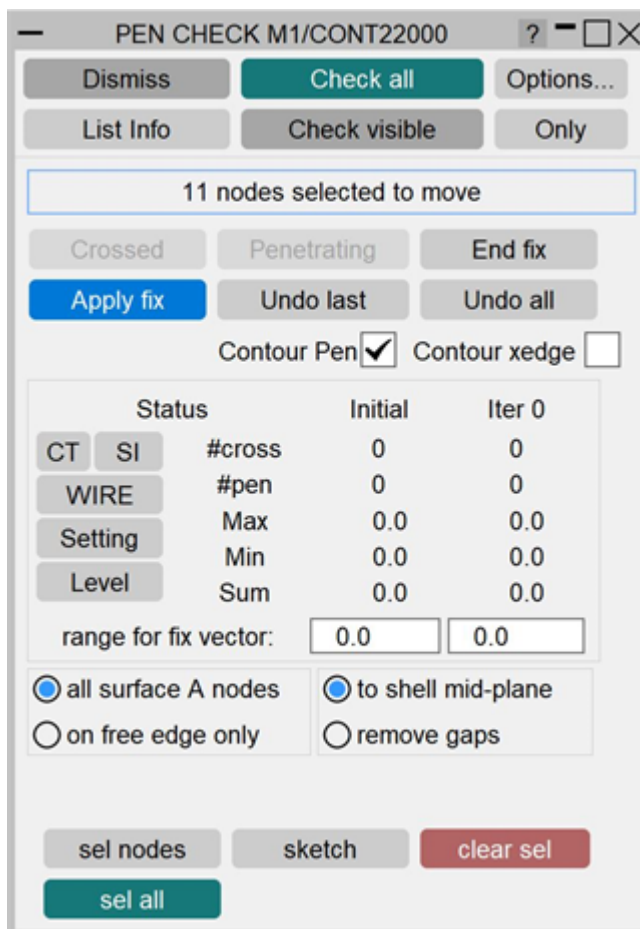 PEN CHECK M1/CONT22000 ?
Dismiss Check all Options...
List Info Check visible Only
11 nodes selected to move
Crossed Penetrating End fix
Apply fix Undo last Undo all
Contour Pen Contour xedge
Status Initial Iter 0
CT SI #cross 0 0
WIRE #pen 0 0
Setting Max 0.0 0.0
Min 0.0 0.0
Level Sum 0.0 0.0
range for fix vector: 0.0 0.0
all surface A nodes to shell mid-plane
on free edge only remove gaps
sel nodes sketch clear sel
sel all